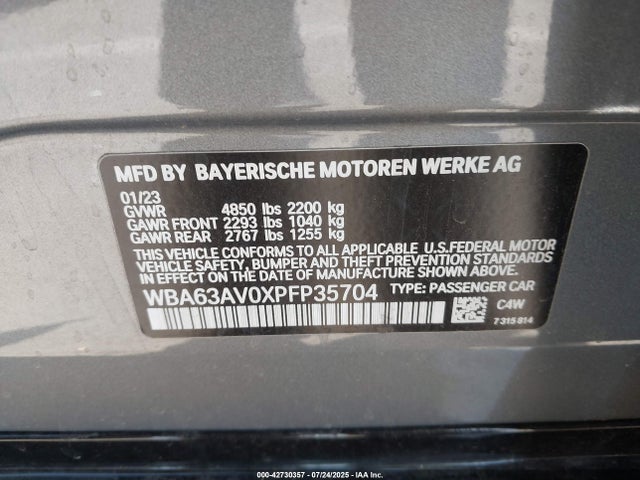 MFD BY BAYERISCHE MOTOREN WERKE AG
01/23
GVWR 4850 lbs 2200 kg
GAWR FRONT 2293 lbs 1040 kg
GAWR REAR 2767 lbs 1255 kg
THIS VEHICLE CONFORMS TO ALL APPLICABLE U.S.FEDERAL MOTOR
VEHICLE SAFETY, BUMPER AND THEFT PREVENTION STANDARDS
IN EFFECT ON THE DATE OF MANUFACTURE SHOWN ABOVE.
WBA63AV0XPFP35704 TYPE: PASSENGER CAR
C4W
7 315 814
000-42730357 - 07/24/2025 - IAA Inc.